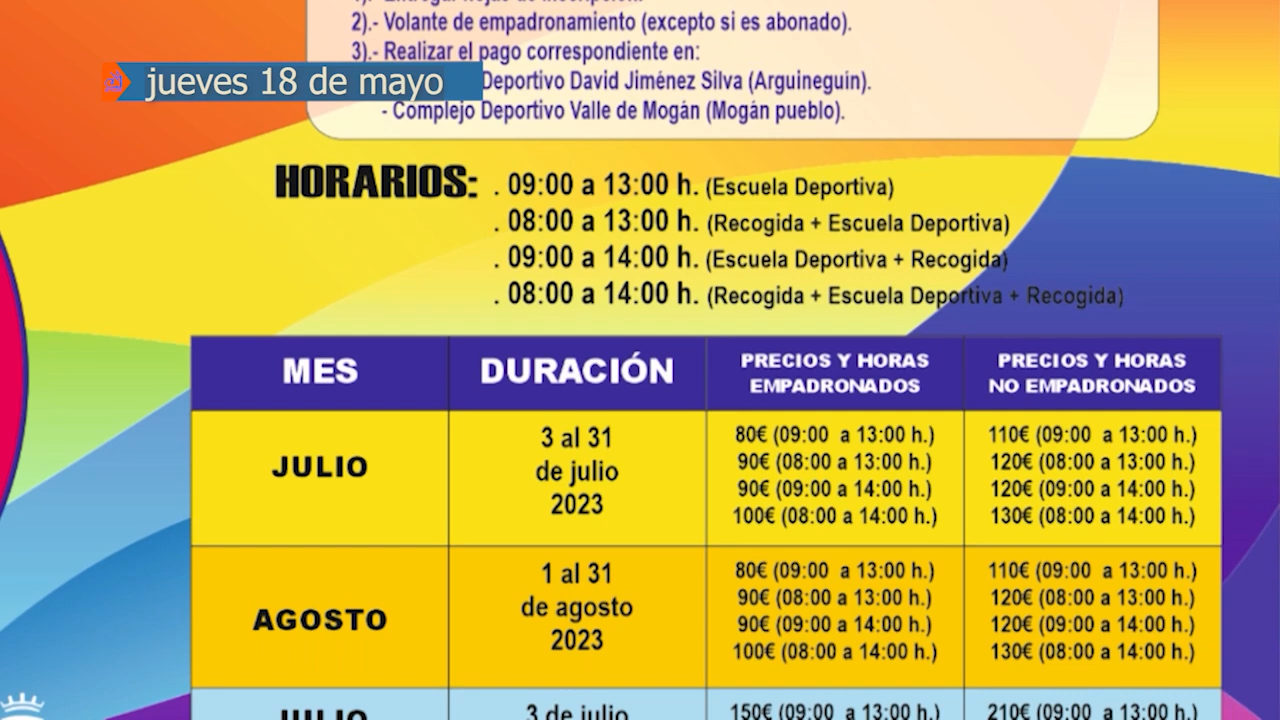 2).- Volante de empadronamiento (excepto si es abonado).
3).- Realizar el pago correspondiente en:
jueves 18 de mayo
Deportivo David Jiménez Silva (Arguineguín).
- Complejo Deportivo Valle de Mogán (Mogán pueblo).
HORARIOS: . 09:00 a 13:00 h. (Escuela Deportiva)
. 08:00 a 13:00 h. (Recogida + Escuela Deportiva)
. 09:00 a 14:00 h. (Escuela Deportiva + Recogida)
. 08:00 a 14:00 h. (Recogida + Escuela Deportiva + Recogida)
MES
DURACIÓN
PRECIOS Y HORAS
EMPADRONADOS
PRECIOS Y HORAS
NO EMPADRONADOS
JULIO
3 al 31
de julio
2023
80€ (09:00 a 13:00 h.)
90€ (08:00 a 13:00 h.)
90€ (09:00 a 14:00 h.)
100€ (08:00 a 14:00 h.)
110€ (09:00 a 13:00 h.)
120€ (08:00 a 13:00 h.)
120€ (09:00 a 14:00 h.)
130€ (08:00 a 14:00 h.)
AGOSTO
1 al 31
de agosto
2023
80€ (09:00 a 13:00 h.)
90€ (08:00 a 13:00 h.)
90€ (09:00 a 14:00 h.)
100€ (08:00 a 14:00 h.)
110€ (09:00 a 13:00 h.)
120€ (08:00 a 13:00 h.)
120€ (09:00 a 14:00 h.)
130€ (08:00 a 14:00 h.)
JULIO
3 de julio
150€ (09:00 a 13:00 h.)
210€ (09:00 a 13:00 h.)